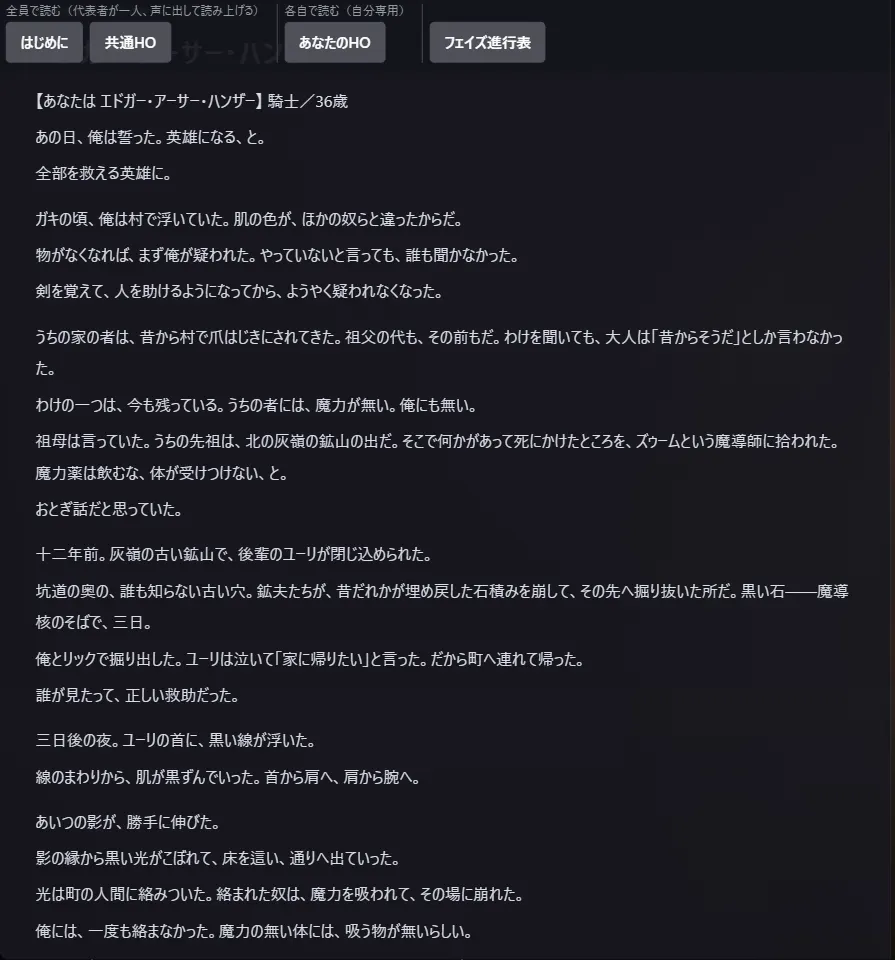 全員で読む（代表者が一人、声に出して読み上げる）
各自で読む（自分専用）
はじめに
共通HO
あなたのHO
フェイズ進行表
【あなたは エドガー・アーサー・ハンザー】 騎士／36歳
あの日、俺は誓った。英雄になる、と。
全部を救える英雄に。
ガキの頃、俺は村で浮いていた。肌の色が、ほかの奴らと違ったからだ。
物がなくなれば、まず俺が疑われた。やっていないと言っても、誰も聞かなかった。
剣を覚えて、人を助けるようになってから、ようやく疑われなくなった。
うちの家の者は、昔から村で爪はじきにされてきた。祖父の代も、その前もだ。わけを聞いても、大人は「昔からそうだ」としか言わなかっ
た。
わけの一つは、今も残っている。うちの者には、魔力が無い。俺にも無い。
祖母は言っていた。うちの先祖は、北の灰嶺の鉱山の出だ。そこで何かがあって死にかけたところを、ズゥームという魔導師に拾われた。
魔力薬は飲むな、体が受けつけない、と。
おとぎ話だと思っていた。
十二年前。灰嶺の古い鉱山で、後輩のユーリが閉じ込められた。
坑道の奥の、誰も知らない古い穴。鉱夫たちが、昔だれかが埋め戻した石積みを崩して、その先へ掘り抜いた所だ。黒い石――魔導
核のそばで、三日。
俺とリックで掘り出した。ユーリは泣いて「家に帰りたい」と言った。だから町へ連れて帰った。
誰が見たって、正しい救助だった。
三日後の夜。ユーリの首に、黒い線が浮いた。
線のまわりから、肌が黒ずんでいった。首から肩へ、肩から腕へ。
あいつの影が、勝手に伸びた。
影の縁から黒い光がこぼれて、床を這い、通りへ出ていった。
光は町の人間に絡みついた。絡まれた奴は、魔力を吸われて、その場に崩れた。
俺には、一度も絡まなかった。魔力の無い体には、吸う物が無いらしい。